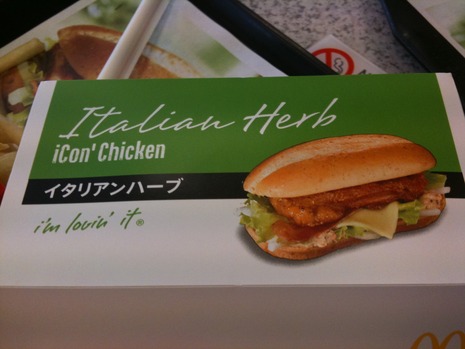 Italian Herb
iCon' Chicken
イタリアンハーブ
i'm lovin' it®